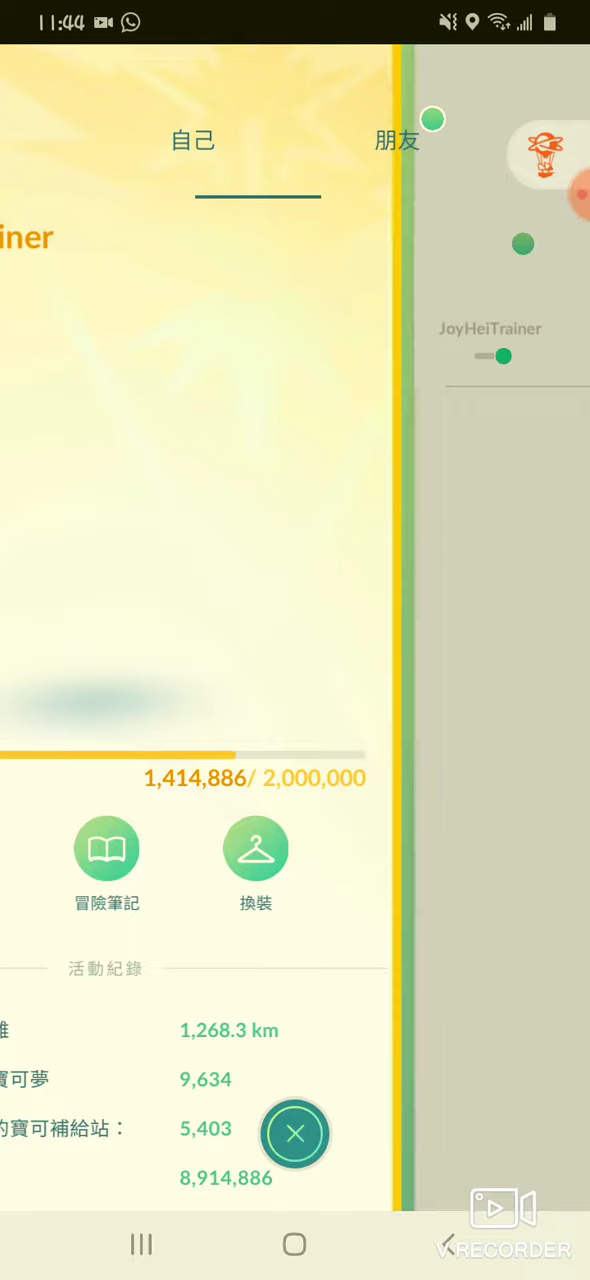 11:44
自己
朋友
iner
JoyHeiTrainer
1,414,886/ 2,000,000
冒險筆記
換裝
活動紀錄
1,268.3 km
寶可夢 9,634
的寶可補給站： 5,403
8,914,886
V.RECORDER